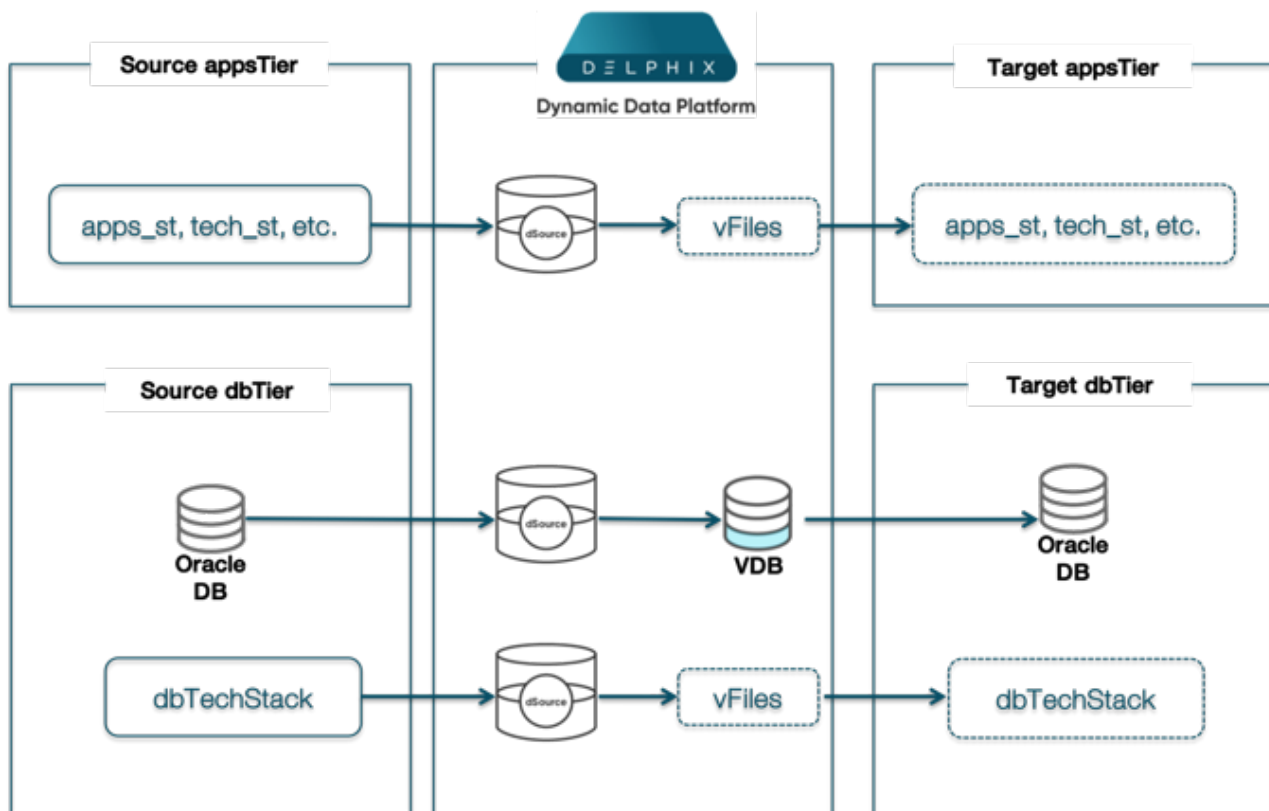 Source appsTier
DELPHIX
Dynamic Data Platform
Target appsTier
apps_st, tech_st, etc.
dSource
vFiles
apps_st, tech_st, etc.
Source dbTier
Target dbTier
Oracle
DB
dSource
VDB
Oracle
DB
dbTechStack
dSource
vFiles
dbTechStack